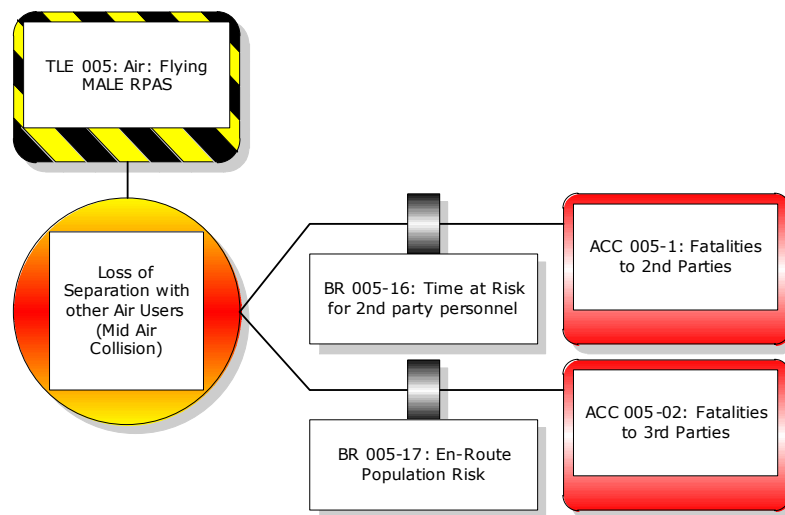 TLE 005: Air: Flying
MALE RPAS
Loss of
Separation with
other Air Users
(Mid Air
Collision)
BR 005-16: Time at Risk
for 2nd party personnel
ACC 005-1: Fatalities
to 2nd Parties
BR 005-17: En-Route
Population Risk
ACC 005-02: Fatalities
to 3rd Parties